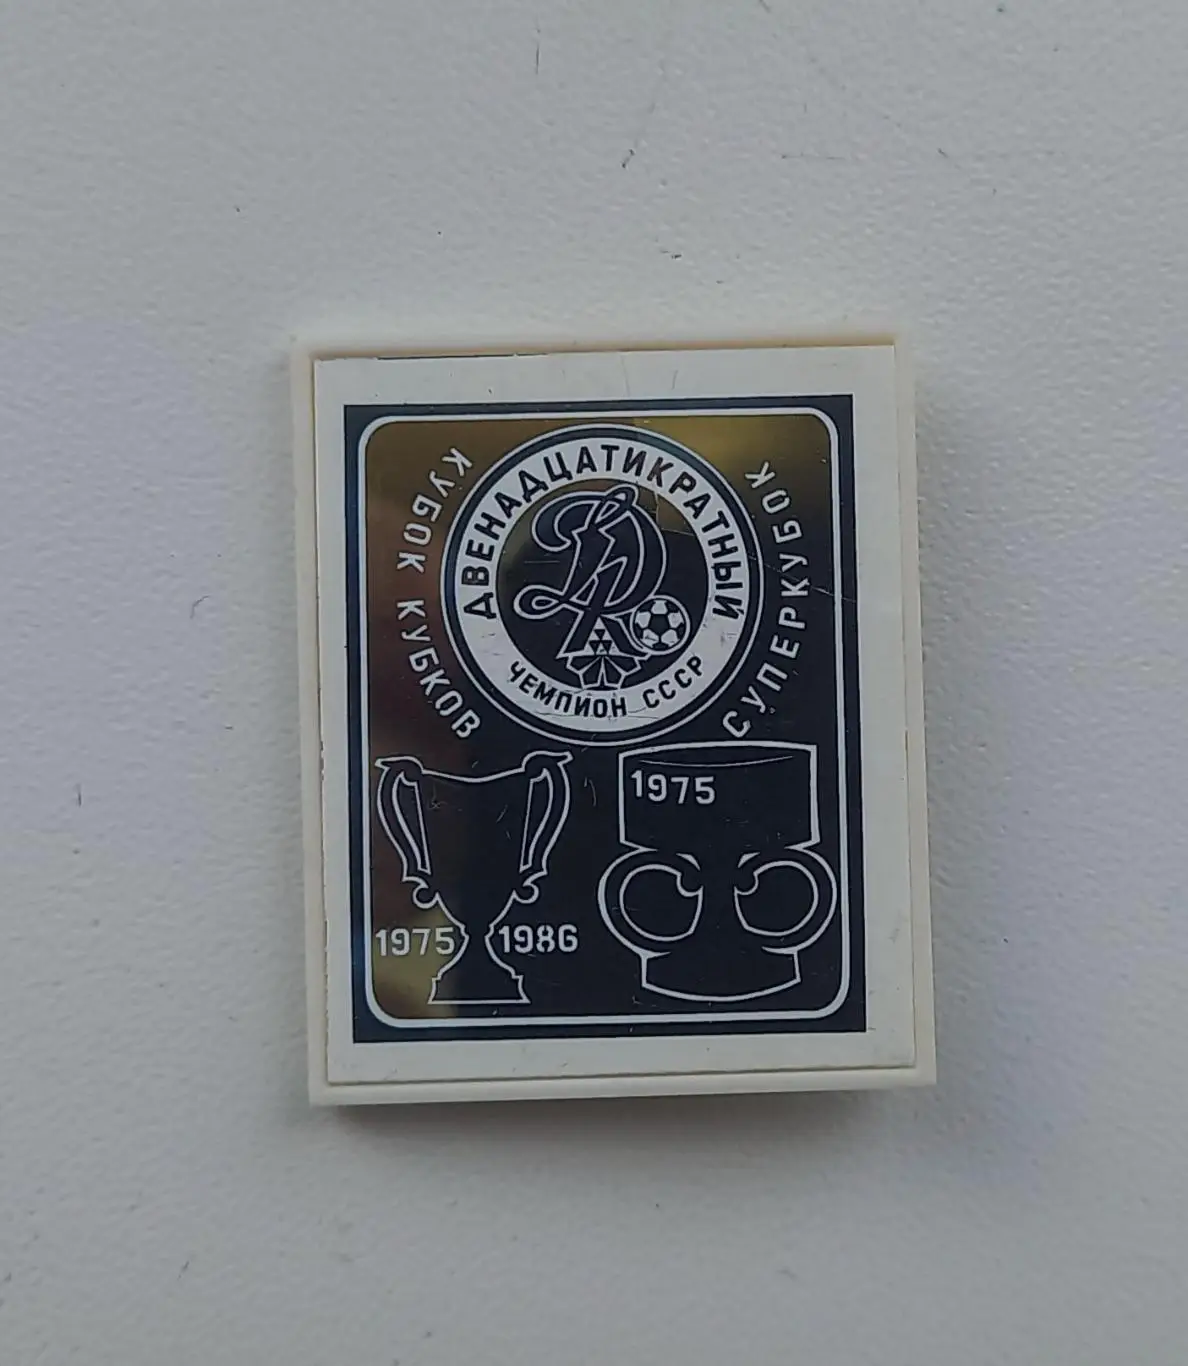 ДВЕНАДЦАТИКРАТНЫЙ
ЧЕМПИОН СССР
КУБОК КУБКОВ
СУПЕРКУБОК
1975 1986
1975